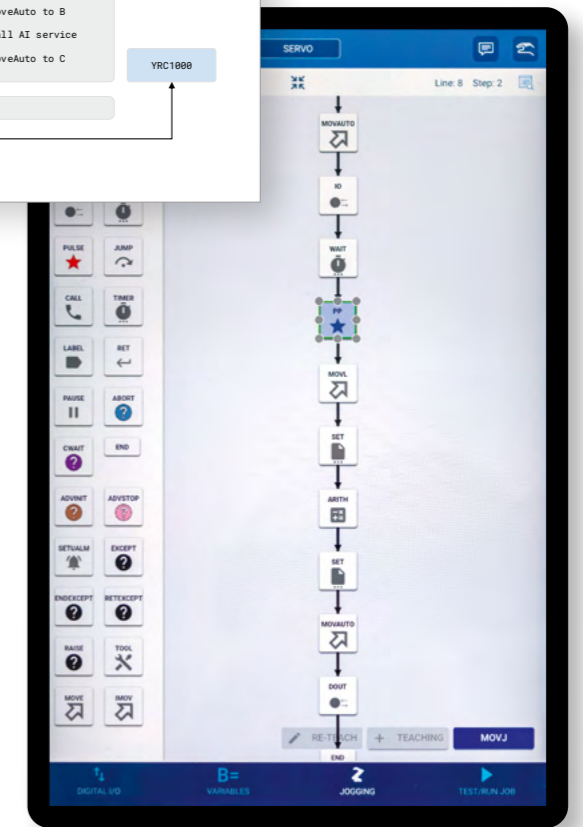 veAuto to B
ll AI service
veAuto to C
YRC1000
SERVO
Line: 8 Step: 2
MOVAUTO
IO
WAIT
PULSE JUMP
PP
CALL TIMER
LABEL RET
MOVL
PAUSE ABORT
SET
CWAIT END
ADVINIT ADVSTOP
ARITH
SETUALM EXCEPT
SET
ENDEXCEPT RETEXCEPT
MOVAUTO
RAISE TOOL
DOUT
MOVE IMOV
RE-TEACH + TEACHING MOVJ
END
B=
DIGITAL I/O VARIABLES JOGGING TEST/RUN JOB